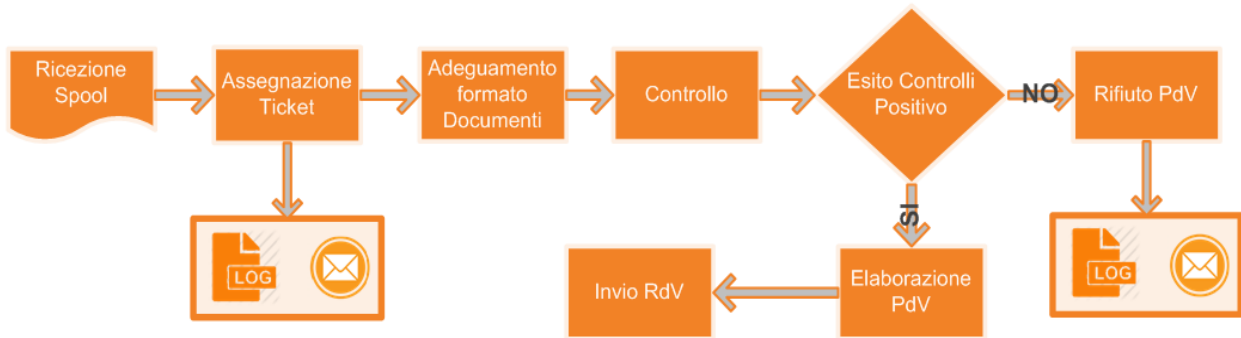 Ricezione
Spool
Assegnazione
Ticket
Adeguamento
formato
Documenti
Controllo
Esito Controlli
Positivo
NO
Rifiuto PdV
LOG
SI
LOG
Invio RdV
Elaborazione
PdV